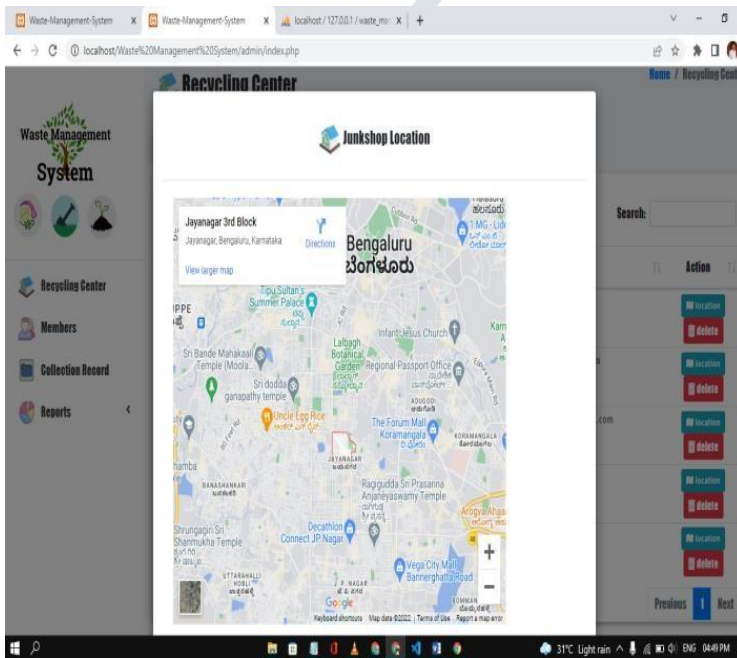 Waste-Management-System
Waste-Management-System
localhost / 127.0.0.1 / waste_ma
localhost/Waste%20Management%20System/admin/index.php
Recycling Center
Home / Recycling Cent
Waste Management
System
Junkshop Location
Search:
Action
Recycling Center
Members
Collection Record
Reports
Jayanagar 3rd Block
Jayanagar, Bengaluru, Karnataka
Directions
View larger map
Bengaluru
ಬೆಂಗಳೂರು
Tipu Sultan's
Summer Palace
Infant Jesus Church
Lalbagh
Botanical
Garden
Regional Passport Office
Sri Bande Mahakaali
Temple (Moola...
Sri dodda
ganapathy temple
ADUGODI
Uncle Egg Rice
The Forum Mall
Koramangala
KORAMANGALA
JAYANAGAR
ಜಯನಗರ
BANASHANKARI
Ragigudda Sri Prasanna
Anjaneyaswamy Temple
Arogya
Shrungagiri Sri
Shanmukha Temple
Decathlon
Connect JP Nagar
Vega City Mall
Bannerghatta Road
UTTARAHALLI
HOBLI
J. P. NAGAR
Google
Keyboard shortcuts Map data ©2022 Terms of Use Report a map error
location
delete
location
delete
.com
location
delete
location
delete
location
delete
Previous 1 Next
31°C Light rain
ENG 04:49 PM